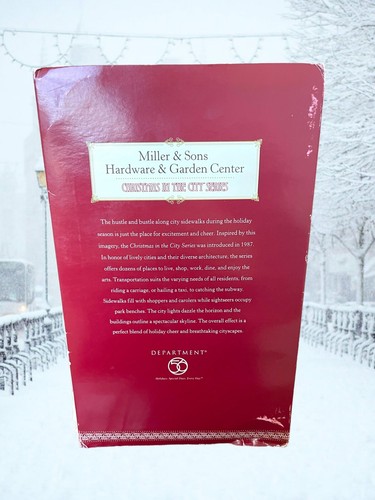 Miller & Sons
Hardware & Garden Center
CHRISTMAS IN THE CITY SERIES
The hustle and bustle along city sidewalks during the holiday
season is just the place for excitement and cheer. Inspired by this
imagery, the Christmas in the City Series was introduced in 1987.
In honor of lively cities and their diverse architecture, the series
offers dozens of places to live, shop, work, dine, and enjoy the
arts. Transportation suits the varying needs of all residents, from
riding a carriage, or hailing a taxi, to catching the subway.
Sidewalks fill with shoppers and carolers while sightseers occupy
park benches. The city lights dazzle the horizon and the
buildings outline a spectacular skyline. The overall effect is a
perfect blend of holiday cheer and breathtaking cityscapes.
DEPARTMENT
56